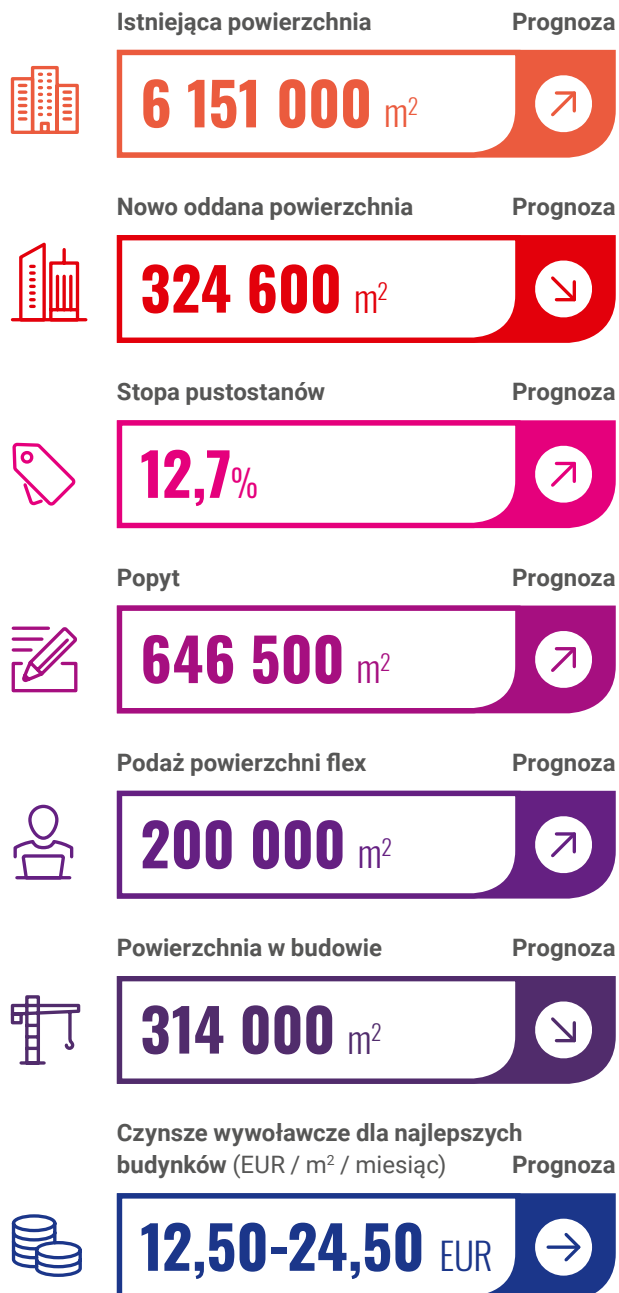 Istniejąca powierzchnia Prognoza
6 151 000 m²
Nowo oddana powierzchnia Prognoza
324 600 m²
Stopa pustostanów Prognoza
12,7%
Popyt Prognoza
646 500 m²
Podaż powierzchni flex Prognoza
200 000 m²
Powierzchnia w budowie Prognoza
314 000 m²
Czynsze wywoławcze dla najlepszych
budynków (EUR / m² / miesiąc) Prognoza
12,50-24,50 EUR